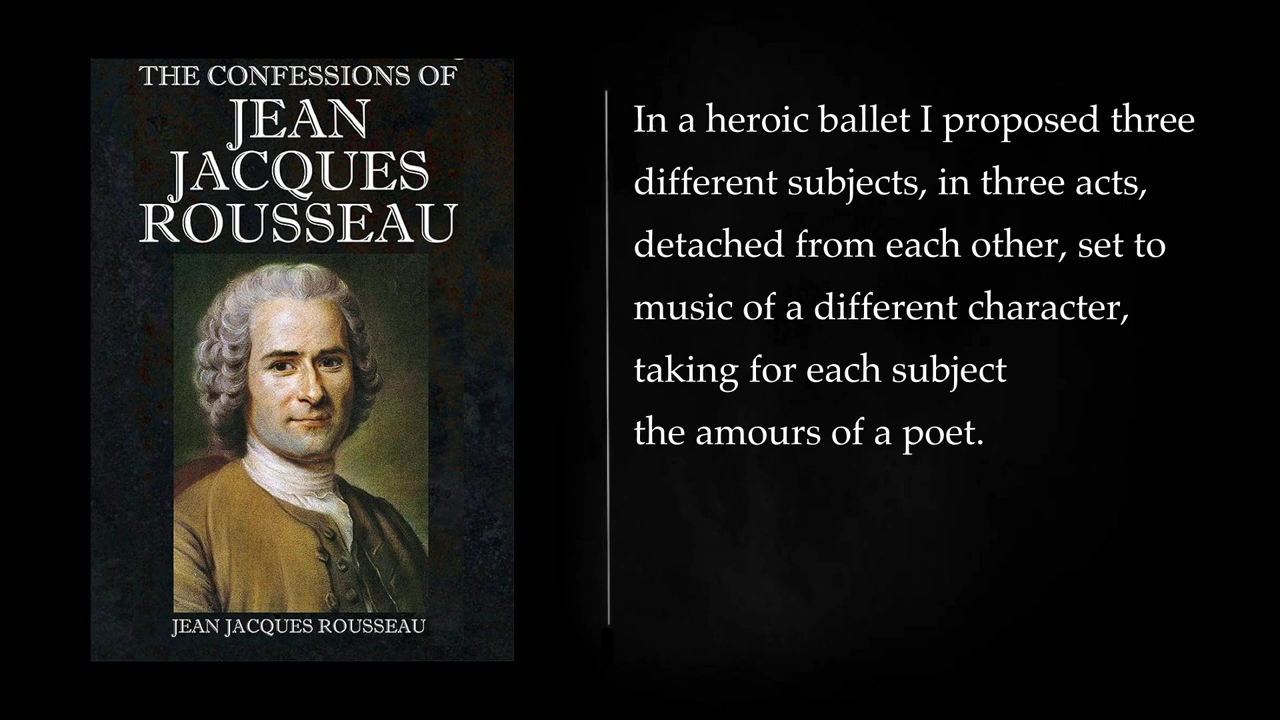 THE CONFESSIONS OF
JEAN
JACQUES
ROUSSEAU
JEAN JACQUES ROUSSEAU
In a heroic ballet I proposed three
different subjects, in three acts,
detached from each other, set to
music of a different character,
taking for each subject
the amours of a poet.